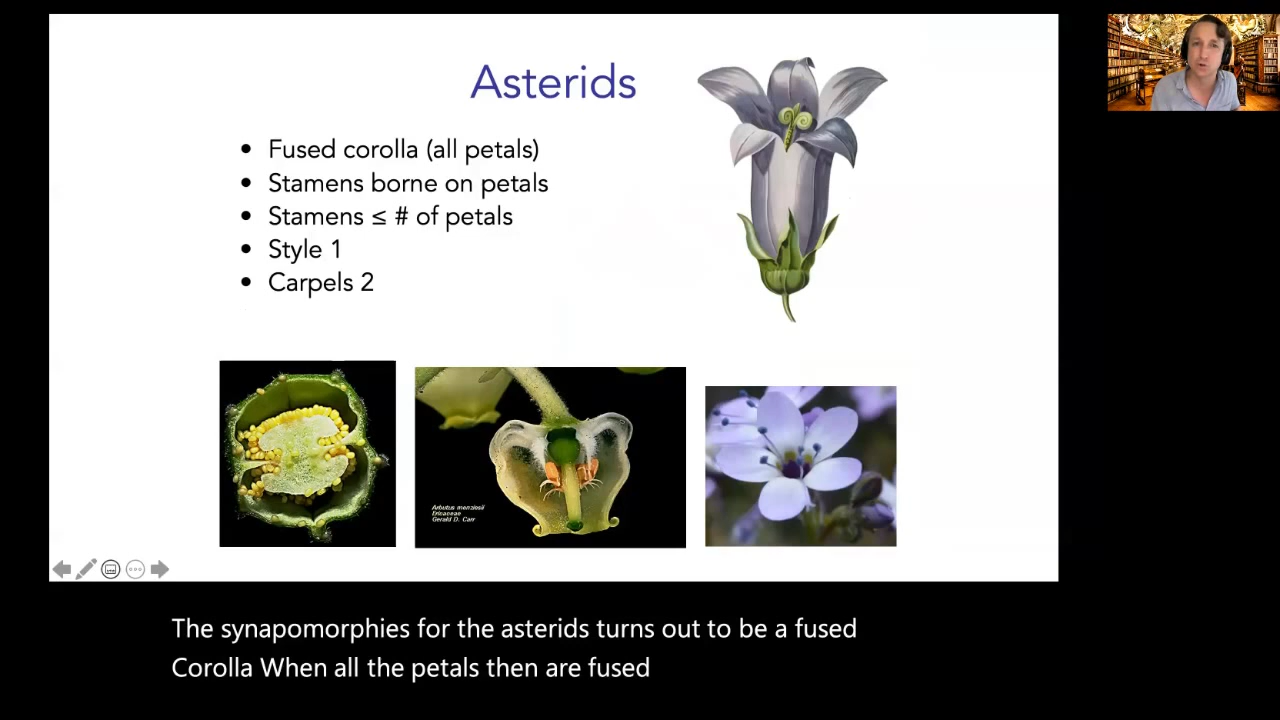 Asterids
• Fused corolla (all petals)
• Stamens borne on petals
• Stamens ≤ # of petals
• Style 1
• Carpels 2
Arbutus menziesii
Ericaceae
Gerald D. Carr
The synapomorphies for the asterids turns out to be a fused
Corolla When all the petals then are fused